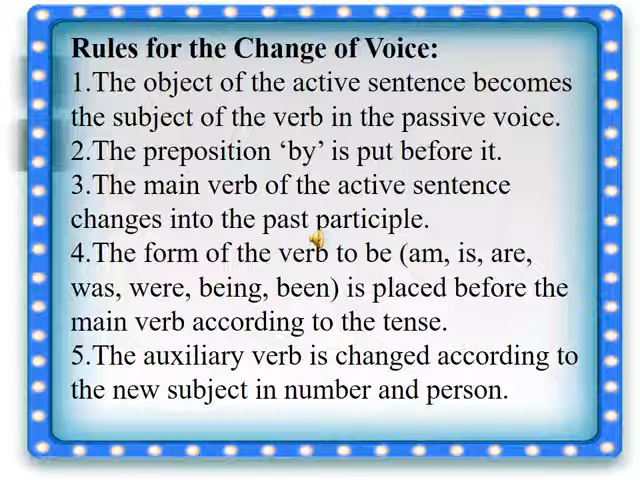 Rules for the Change of Voice:
1.The object of the active sentence becomes
the subject of the verb in the passive voice.
2.The preposition ‘by’ is put before it.
3.The main verb of the active sentence
changes into the past participle.
4.The form of the verb to be (am, is, are,
was, were, being, been) is placed before the
main verb according to the tense.
5.The auxiliary verb is changed according to
the new subject in number and person.